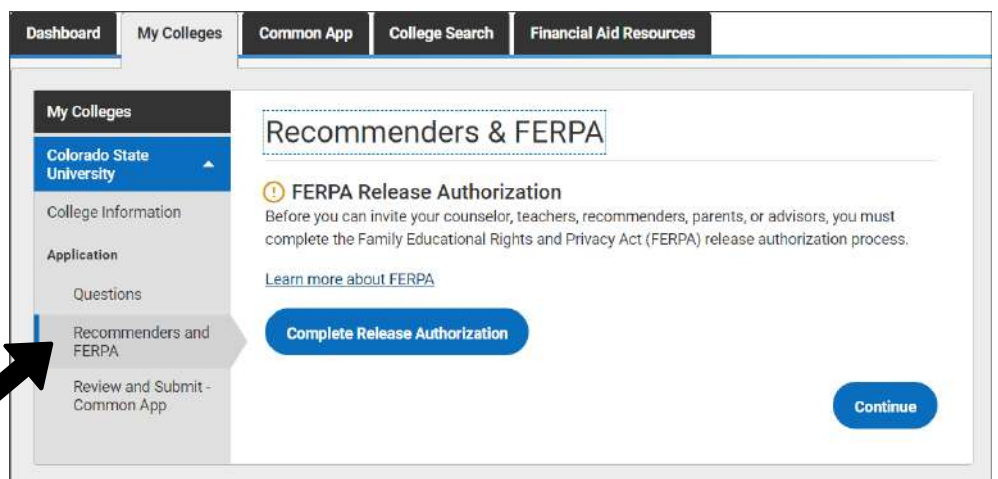 Dashboard My Colleges Common App College Search Financial Aid Resources
My Colleges
Colorado State
University
College Information
Application
Questions
Recommenders and
FERPA
Review and Submit -
Common App
Recommenders & FERPA
FERPA Release Authorization
Before you can invite your counselor, teachers, recommenders, parents, or advisors, you must
complete the Family Educational Rights and Privacy Act (FERPA) release authorization process.
Learn more about FERPA
Complete Release Authorization
Continue